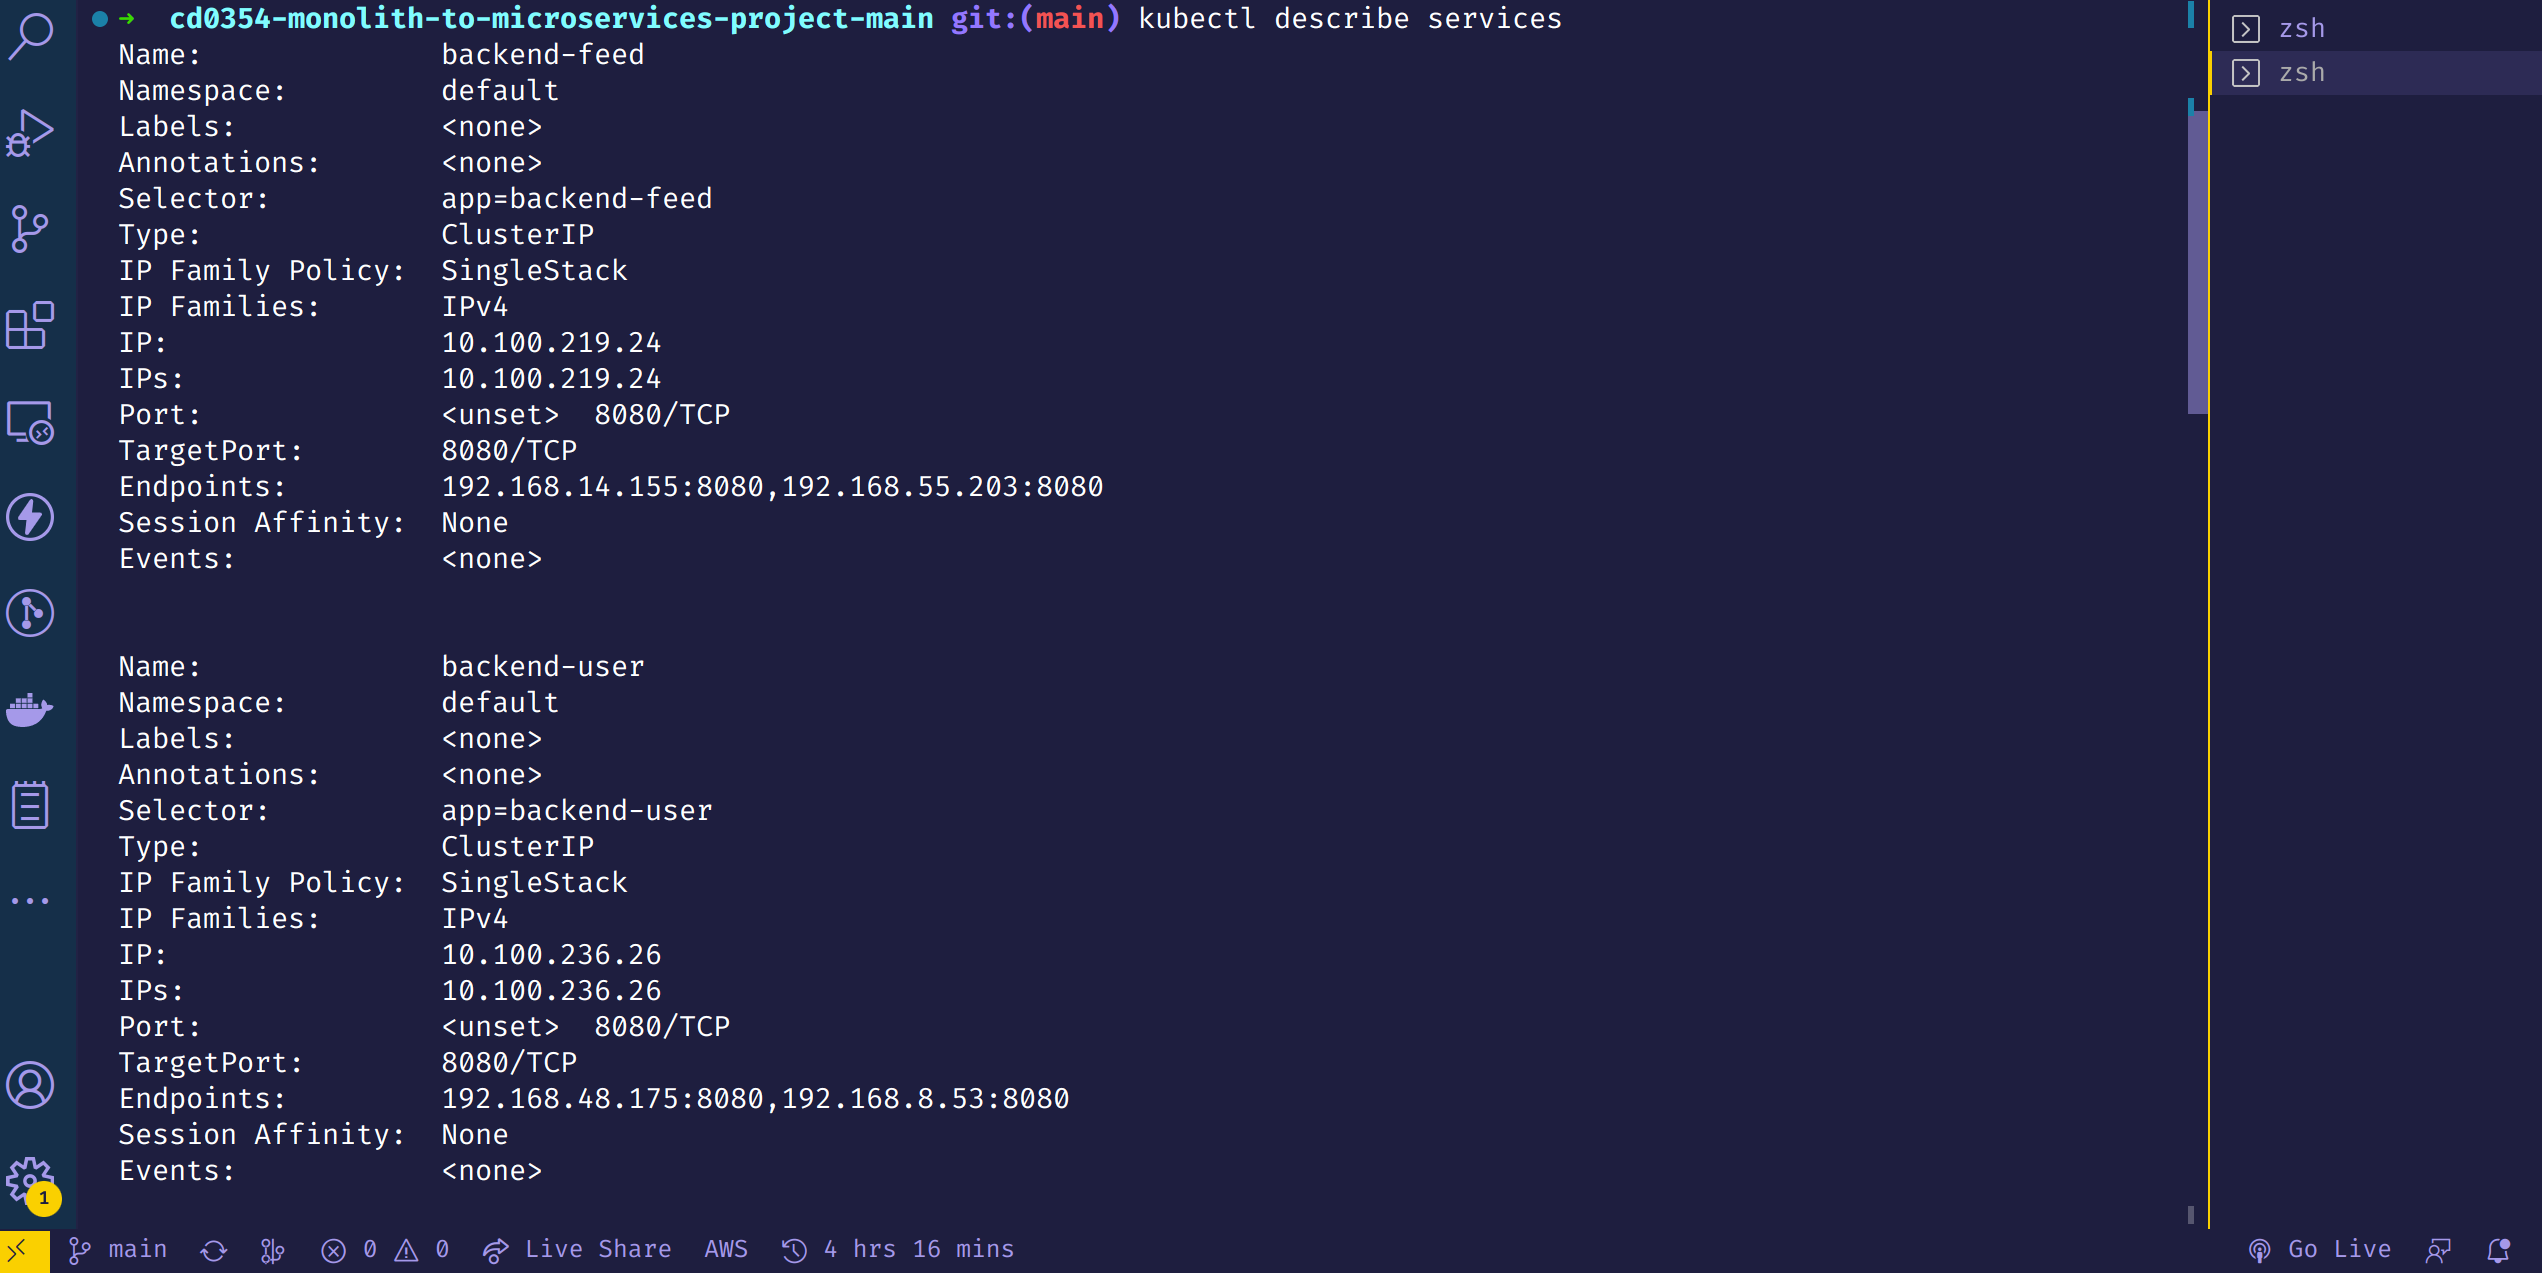 ➜  cd0354-monolith-to-microservices-project-main git:(main) kubectl describe services
Name:              backend-feed
Namespace:         default
Labels:            <none>
Annotations:       <none>
Selector:          app=backend-feed
Type:              ClusterIP
IP Family Policy:  SingleStack
IP Families:       IPv4
IP:                10.100.219.24
IPs:               10.100.219.24
Port:              <unset>  8080/TCP
TargetPort:        8080/TCP
Endpoints:         192.168.14.155:8080,192.168.55.203:8080
Session Affinity:  None
Events:            <none>
Name:              backend-user
Namespace:         default
Labels:            <none>
Annotations:       <none>
Selector:          app=backend-user
Type:              ClusterIP
IP Family Policy:  SingleStack
IP Families:       IPv4
IP:                10.100.236.26
IPs:               10.100.236.26
Port:              <unset>  8080/TCP
TargetPort:        8080/TCP
Endpoints:         192.168.48.175:8080,192.168.8.53:8080
Session Affinity:  None
Events:            <none>
zsh
zsh
1
main 0 0 Live Share AWS 4 hrs 16 mins Go Live